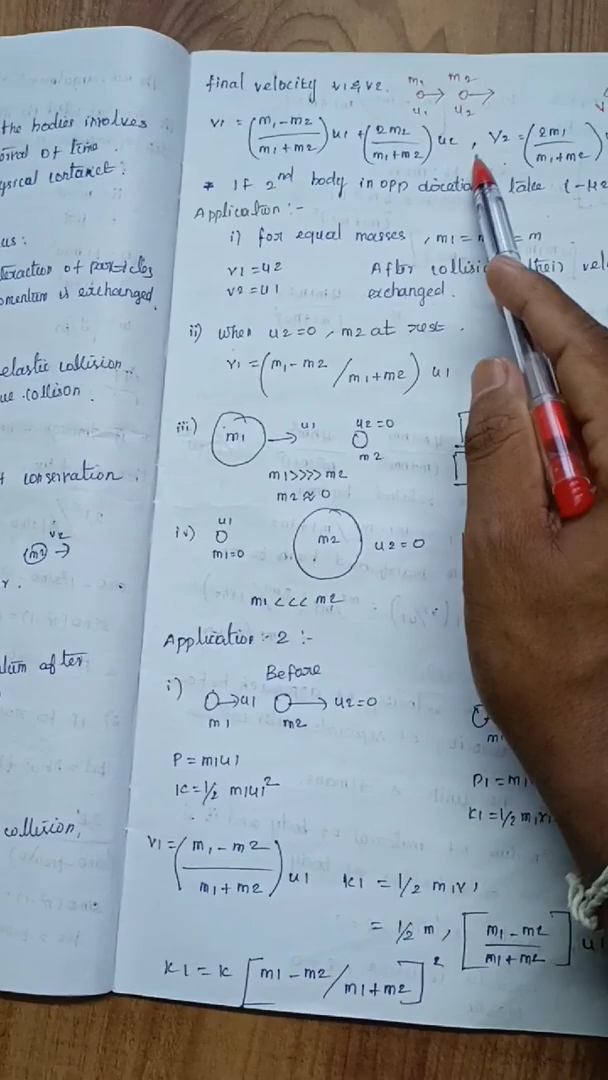 the bodies involves
of time.
physical contanct.
us:
of particles
momentum is exchanged
elastic collision
collison.
conservation.
v2
m2
after
collision,
final velocity v1 & v2.
m1 m2
u1 u2
v1 = (m1 - m2 / m1 + m2) u1 + (2m2 / m1 + m2) u2 , v2 = (2m1 / m1 + m2)
* If 2nd body in opp direction take (-u2
Application :-
i) for equal masses , m1 = = m
v1 = u2 After collision their velo
v2 = u1 exchanged.
ii) when u2 = 0 , m2 at rest .
v1 = (m1 - m2 / m1 + m2) u1
iii) m1 u1 u2 = 0
m2
m1 >>>> m2
m2 ≈ 0
iv) u1 m2 u2 = 0
m1 = 0
m1 <<< m2
Application - 2 :-
Before
i) u1 u2 = 0
m1 m2
P = m1u1
K = 1/2 m1u1²
P1 = m1
K1 = 1/2 m1v1
v1 = (m1 - m2 / m1 + m2) u1 K1 = 1/2 m1v1
= 1/2 m1 [m1 - m2 / m1 + m2] u1
K1 = K [m1 - m2 / m1 + m2]²